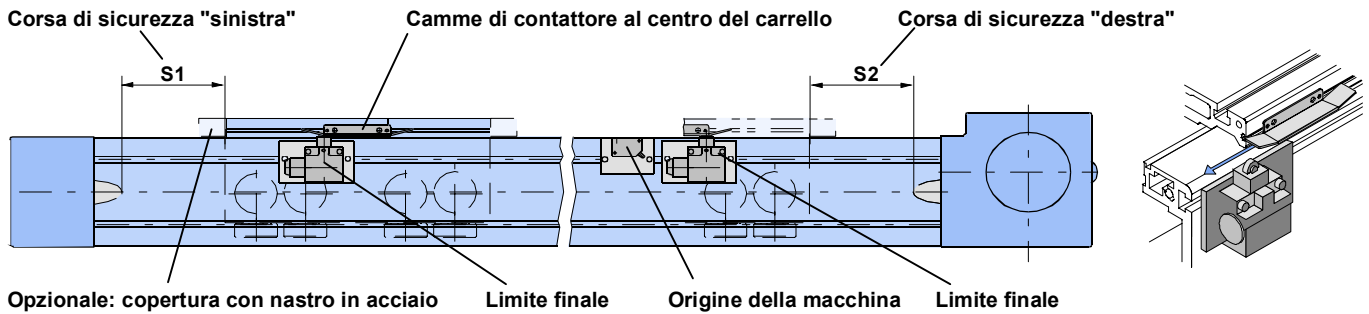 Corsa di sicurezza "sinistra"
Camme di contattore al centro del carrello
Corsa di sicurezza "destra"
S1
S2
Opzionale: copertura con nastro in acciaio
Limite finale
Origine della macchina
Limite finale